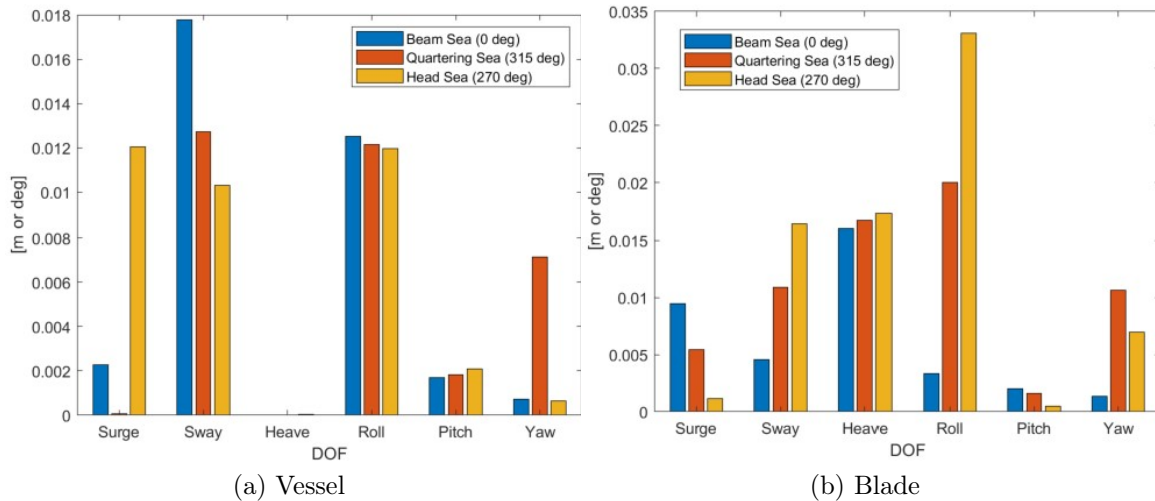 0.018
0.016
0.014
0.012
0.01
0.008
0.006
0.004
0.002
0
[m or deg]
Beam Sea (0 deg)
Quartering Sea (315 deg)
Head Sea (270 deg)
Surge Sway Heave Roll Pitch Yaw
DOF
(a) Vessel
0.035
0.03
0.025
0.02
0.015
0.01
0.005
0
[m or deg]
Beam Sea (0 deg)
Quartering Sea (315 deg)
Head Sea (270 deg)
Surge Sway Heave Roll Pitch Yaw
DOF
(b) Blade